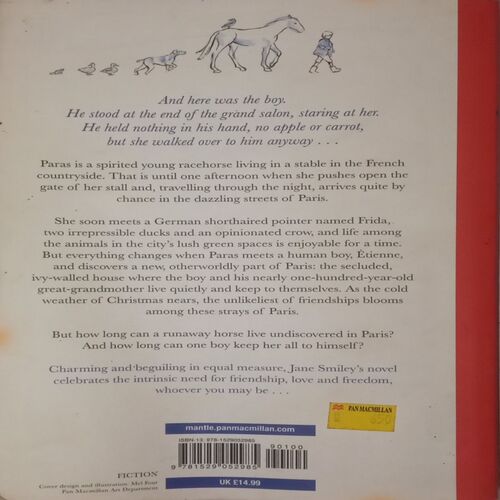 And here was the boy.
He stood at the end of the grand salon, staring at her.
He held nothing in his hand, no apple or carrot,
but she walked over to him anyway . . .
Paras is a spirited young racehorse living in a stable in the French
countryside. That is until one afternoon when she pushes open the
gate of her stall and, travelling through the night, arrives quite by
chance in the dazzling streets of Paris.
She soon meets a German shorthaired pointer named Frida,
two irrepressible ducks and an opinionated crow, and life among
the animals in the city's lush green spaces is enjoyable for a time.
But everything changes when Paras meets a human boy, Étienne,
and discovers a new, otherworldly part of Paris: the secluded,
ivy-walled house where the boy and his nearly one-hundred-year-old
great-grandmother live quietly and keep to themselves. As the cold
weather of Christmas nears, the unlikeliest of friendships blooms
among these strays of Paris.
But how long can a runaway horse live undiscovered in Paris?
And how long can one boy keep her all to himself?
Charming and beguiling in equal measure, Jane Smiley's novel
celebrates the intrinsic need for friendship, love and freedom,
whoever you may be . . .
PAN MACMILLAN
mantle.panmacmillan.com
ISBN-13 978-1529052985
90100
9 781529 052985
UK £14.99
FICTION
Cover design and illustration: Mel Four
Pan Macmillan Art Department